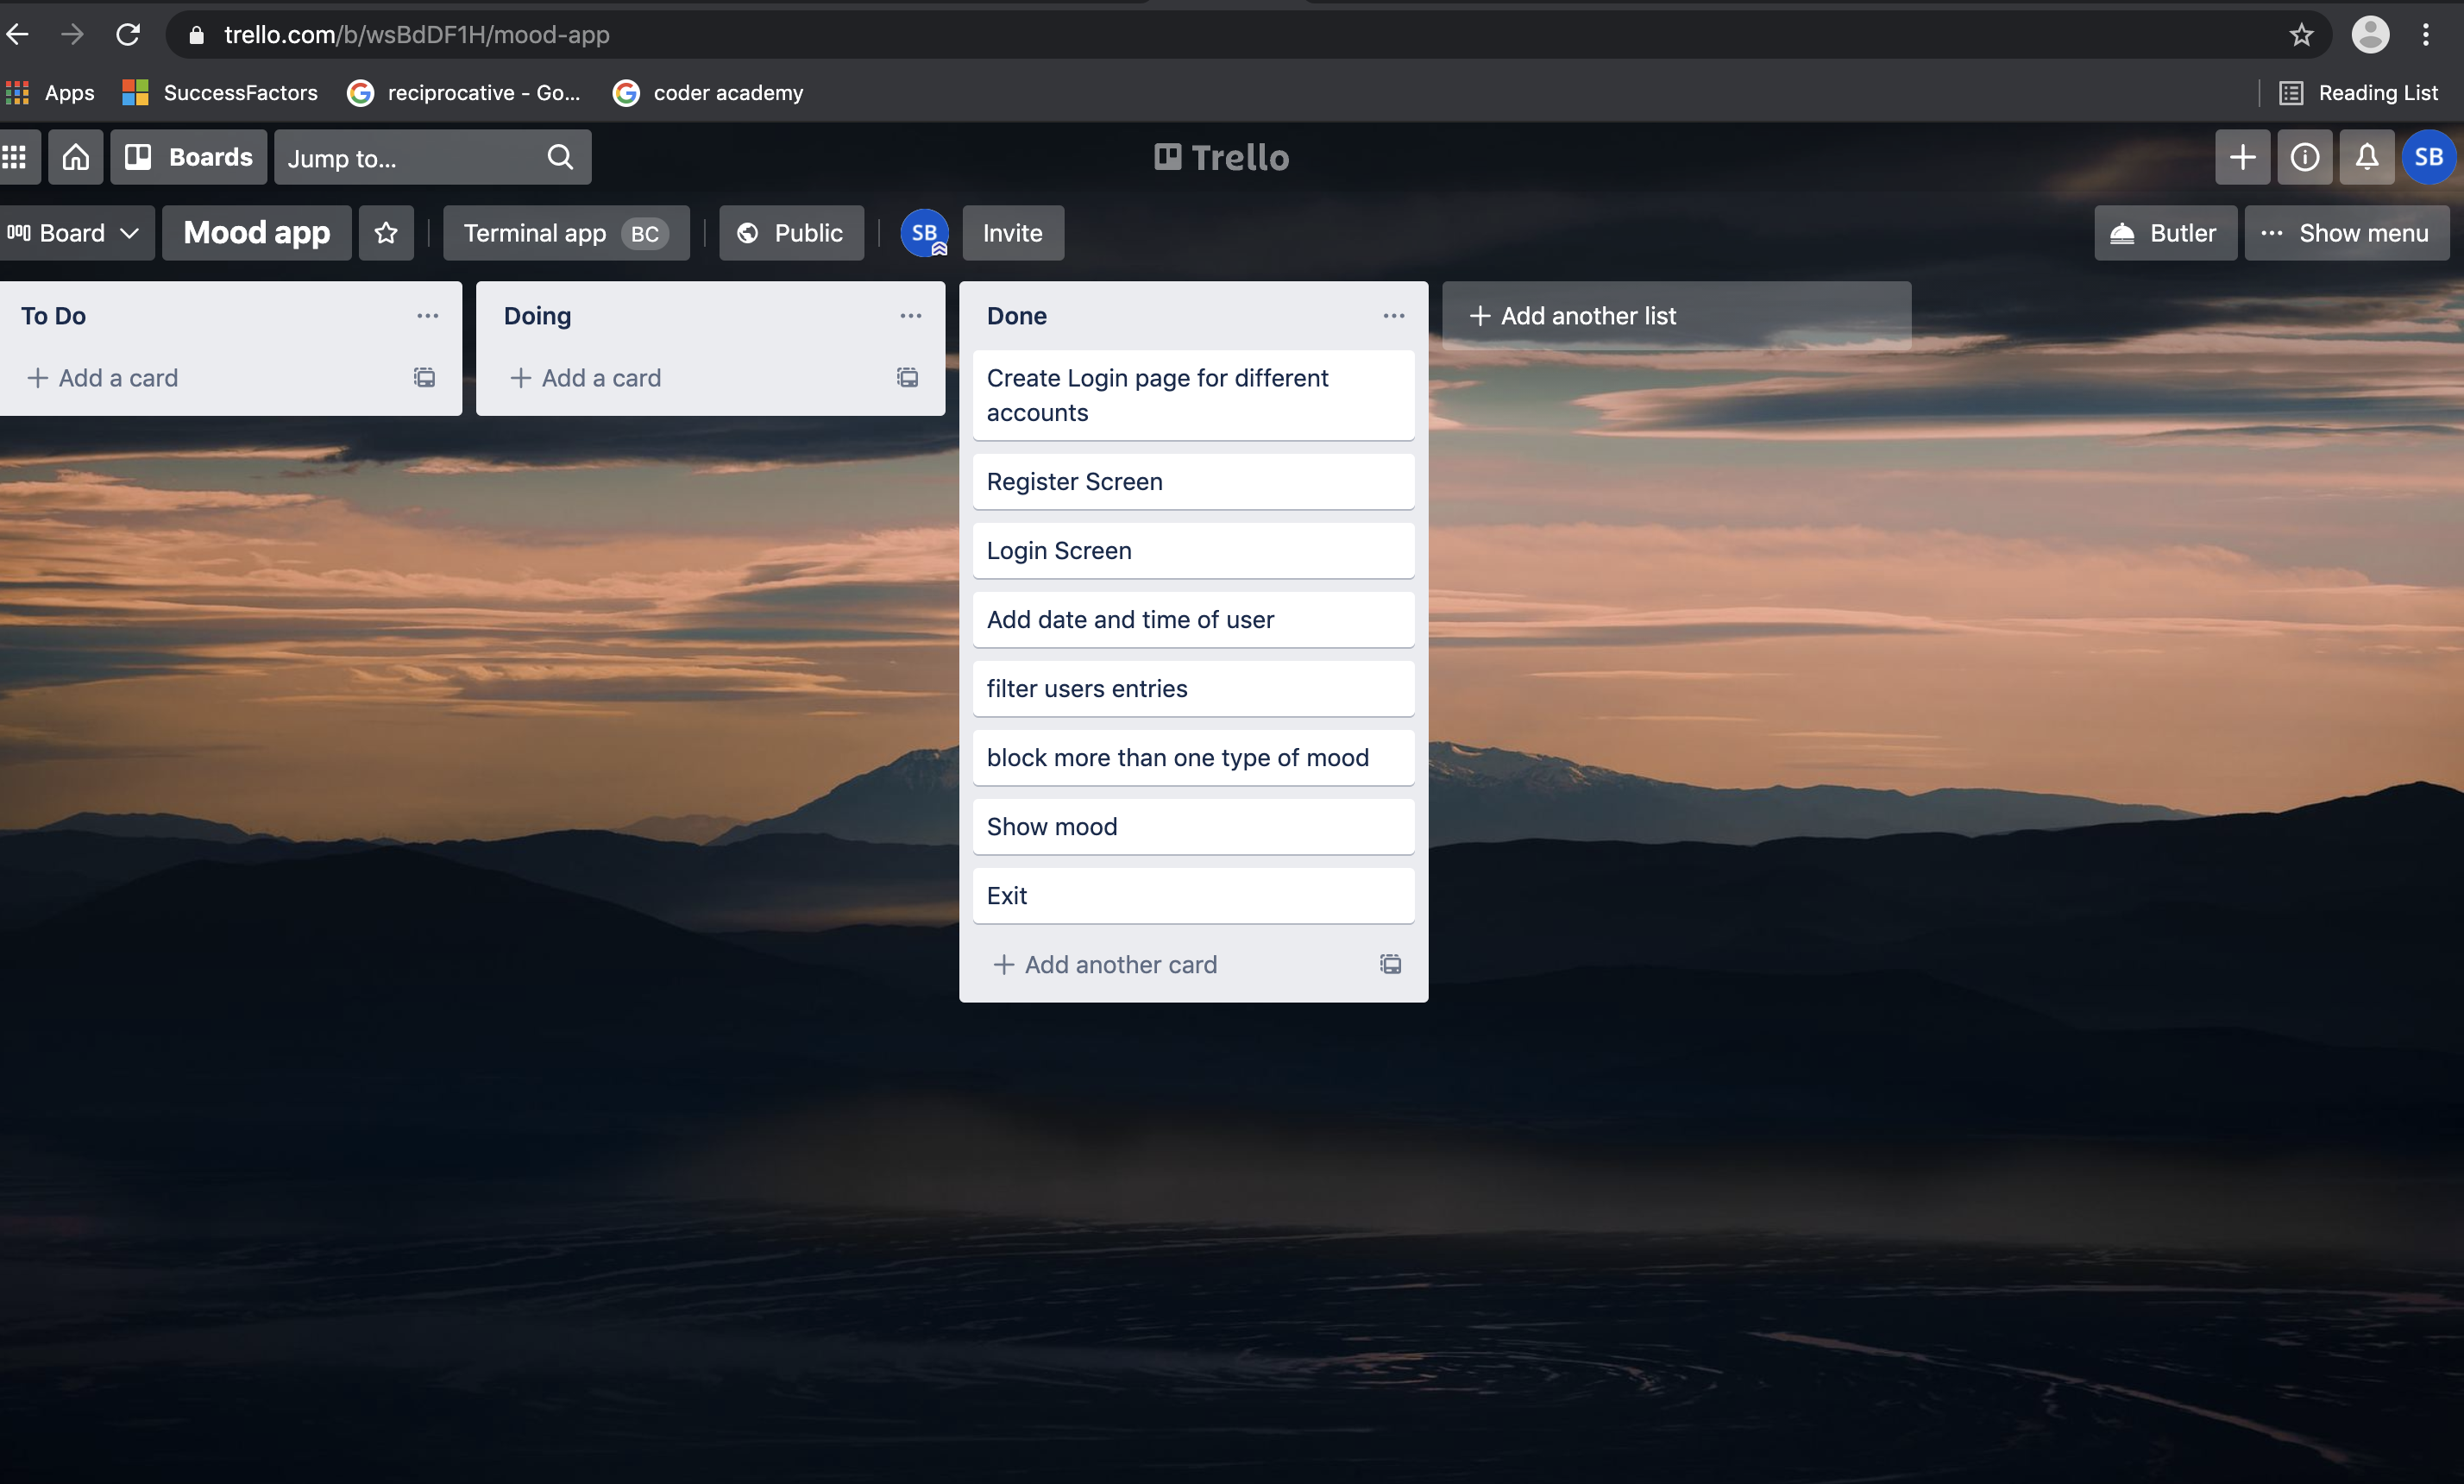 trello.com/b/wsBdDF1H/mood-app
Apps SuccessFactors reciprocative - Go... coder academy Reading List
Boards Jump to... Trello SB
Board Mood app Terminal app BC Public SB Invite Butler Show menu
To Do
Add a card
Doing
Add a card
Done
Create Login page for different
accounts
Register Screen
Login Screen
Add date and time of user
filter users entries
block more than one type of mood
Show mood
Exit
Add another card
Add another list